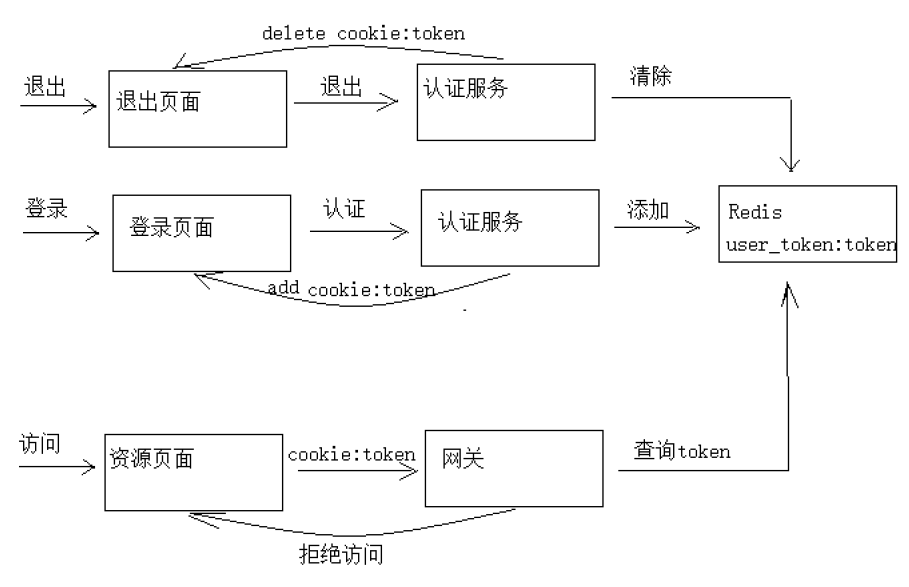 delete cookie:token
退出
退出页面
退出
认证服务
清除
登录
登录页面
认证
认证服务
添加
Redis
user_token:token
add cookie:token
访问
资源页面
cookie:token
网关
查询token
拒绝访问